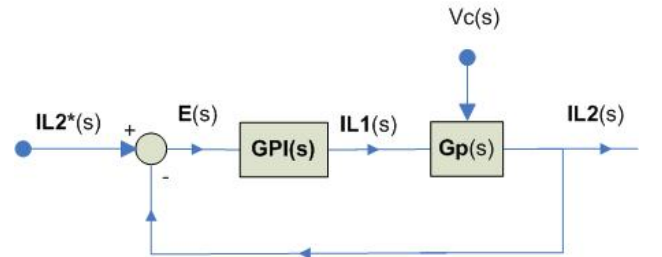 Vc(s)
IL2*(s)
+
E(s)
GPI(s)
IL1(s)
Gp(s)
IL2(s)
-